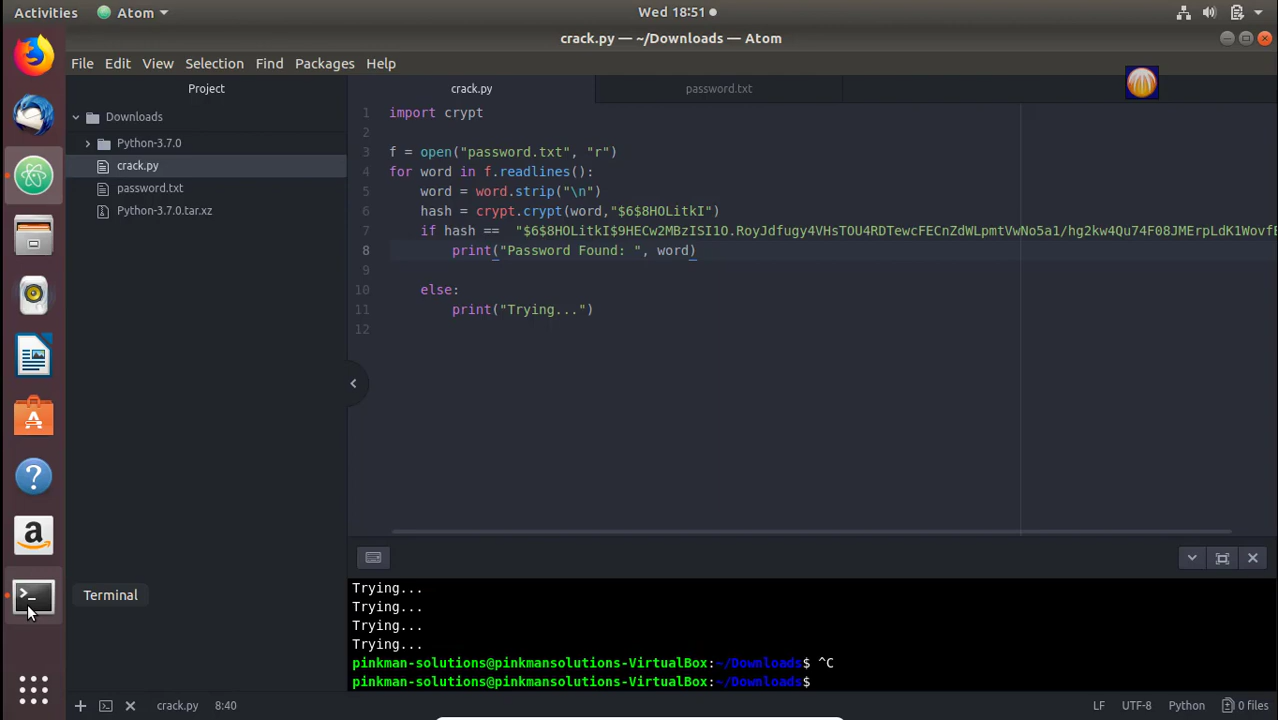 Activities Atom Wed 18:51
crack.py — ~/Downloads — Atom
File Edit View Selection Find Packages Help
Project crack.py password.txt
Downloads
Python-3.7.0
crack.py
password.txt
Python-3.7.0.tar.xz
1 import crypt
2
3 f = open("password.txt", "r")
4 for word in f.readlines():
5 word = word.strip("\n")
6 hash = crypt.crypt(word,"$6$8HOLitkI")
7 if hash == "$6$8HOLitkI$9HECw2MBzISI1O.RoyJdfugy4VHsTOU4RDTewcFECnZdWLpmtVwNo5a1/hg2kw4Qu74F08JMErpLdK1WovfE
8 print("Password Found: ", word)
9
10 else:
11 print("Trying...")
12
Terminal
Trying...
Trying...
Trying...
Trying...
pinkman-solutions@pinkmansolutions-VirtualBox:~/Downloads$ ^C
pinkman-solutions@pinkmansolutions-VirtualBox:~/Downloads$
crack.py 8:40 LF UTF-8 Python 0 files